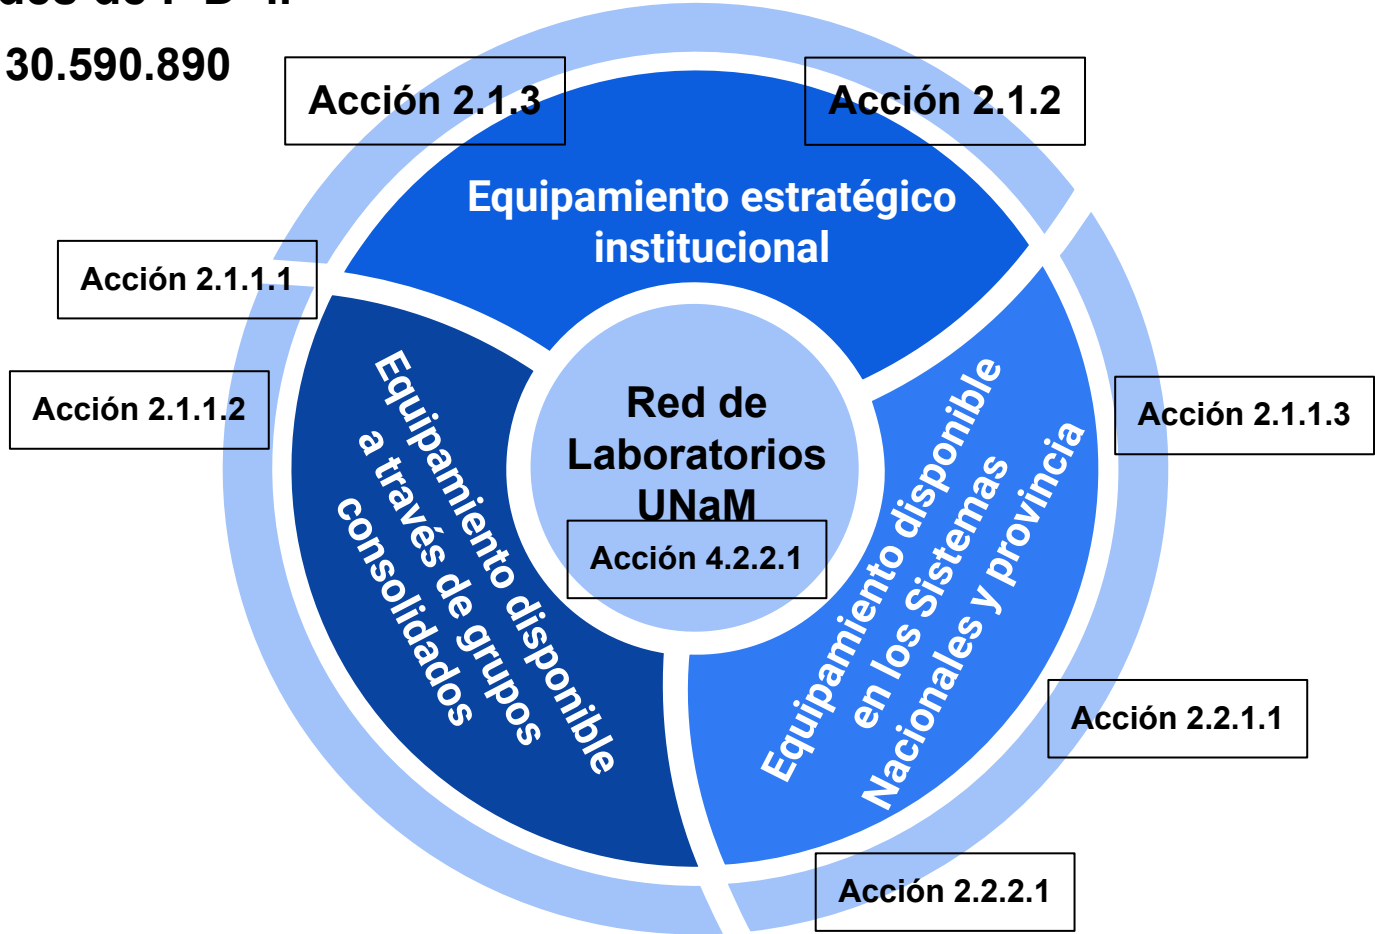 30.590.890
Acción 2.1.3
Acción 2.1.2
Equipamiento estratégico
institucional
Acción 2.1.1.1
Acción 2.1.1.2
Equipamiento disponible
a través de grupos
consolidados
Red de
Laboratorios
UNaM
Acción 4.2.2.1
Equipamiento disponible
en los Sistemas
Nacionales y provincia
Acción 2.1.1.3
Acción 2.2.1.1
Acción 2.2.2.1